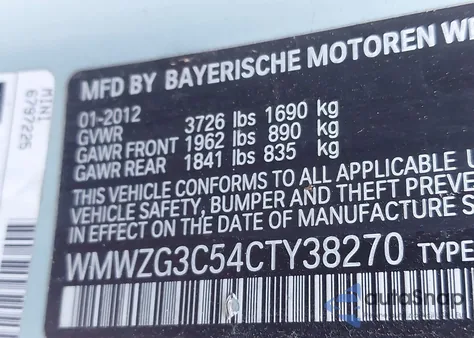 MFD BY BAYERISCHE MOTOREN
01-2012
GVWR 3726 lbs 1690 kg
GAWR FRONT 1962 lbs 890 kg
GAWR REAR 1841 lbs 835 kg
THIS VEHICLE CONFORMS TO ALL APPLICABLE
VEHICLE SAFETY, BUMPER AND THEFT PREVE
ON THE DATE OF MANUFACTURE S
WMWZG3C54CTY38270 TYPE
MINI
6797225
autoSnap